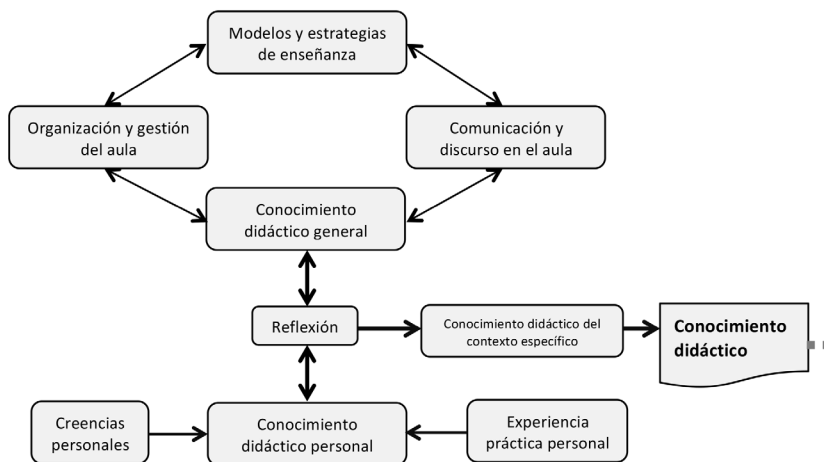 Modelos y estrategias
de enseñanza
Organización y gestión
del aula
Comunicación y
discurso en el aula
Conocimiento
didáctico general
Reflexión
Conocimiento didáctico del
contexto específico
Conocimiento
didáctico
Creencias
personales
Conocimiento
didáctico personal
Experiencia
práctica personal